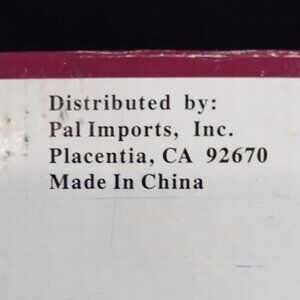 Distributed by:
Pal Imports, Inc.
Placentia, CA 92670
Made In China